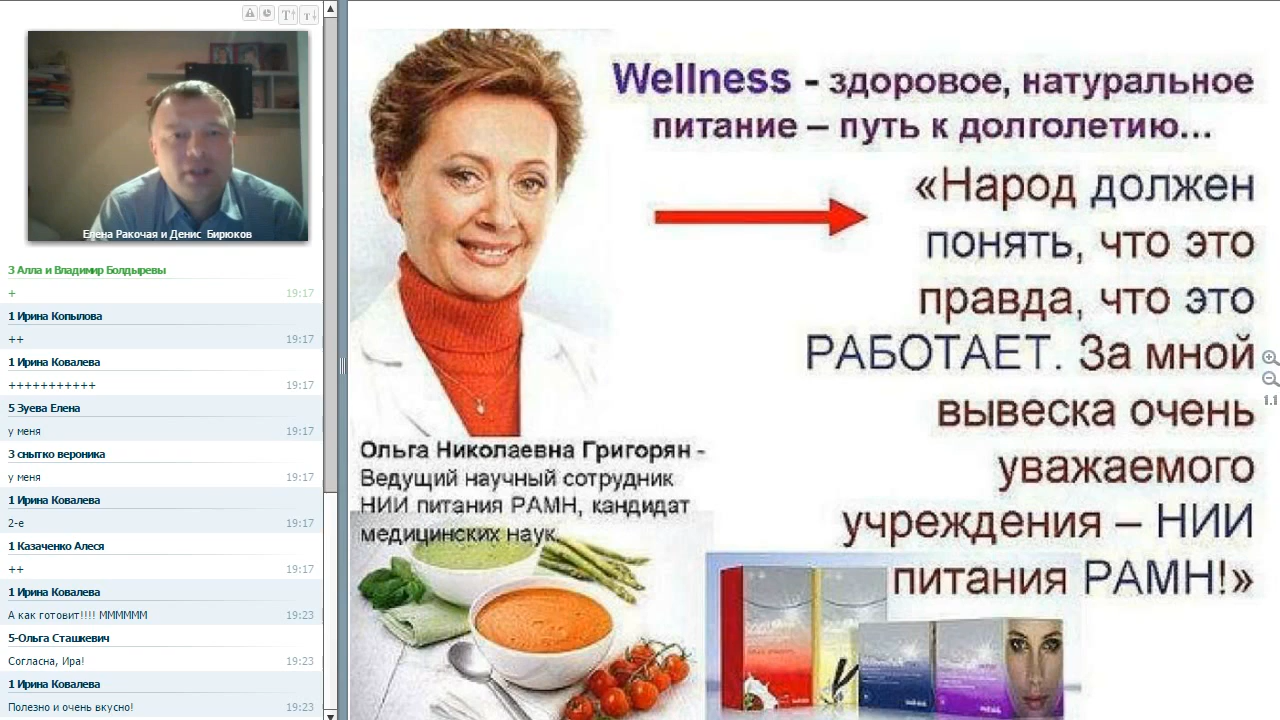 Елена Ракочая и Денис Бирюков
3 Алла и Владимир Болдыревы
+ 19:17
1 Ирина Копылова
++ 19:17
1 Ирина Ковалева
+++++++++++ 19:17
5 Зуева Елена
у меня 19:17
3 снытко вероника
у меня 19:17
1 Ирина Ковалева
2-е 19:17
1 Казаченко Алеся
++ 19:17
1 Ирина Ковалева
А как готовит!!!! МММММММ 19:23
5-Ольга Сташкевич
Согласна, Ира! 19:23
1 Ирина Ковалева
Полезно и очень вкусно! 19:23
Wellness - здоровое, натуральное
питание – путь к долголетию...
«Народ должен
понять, что это
правда, что это
РАБОТАЕТ. За мной
вывеска очень
уважаемого
учреждения – НИИ
питания РАМН!»
Ольга Николаевна Григорян -
Ведущий научный сотрудник
НИИ питания РАМН, кандидат
медицинских наук.
1.1